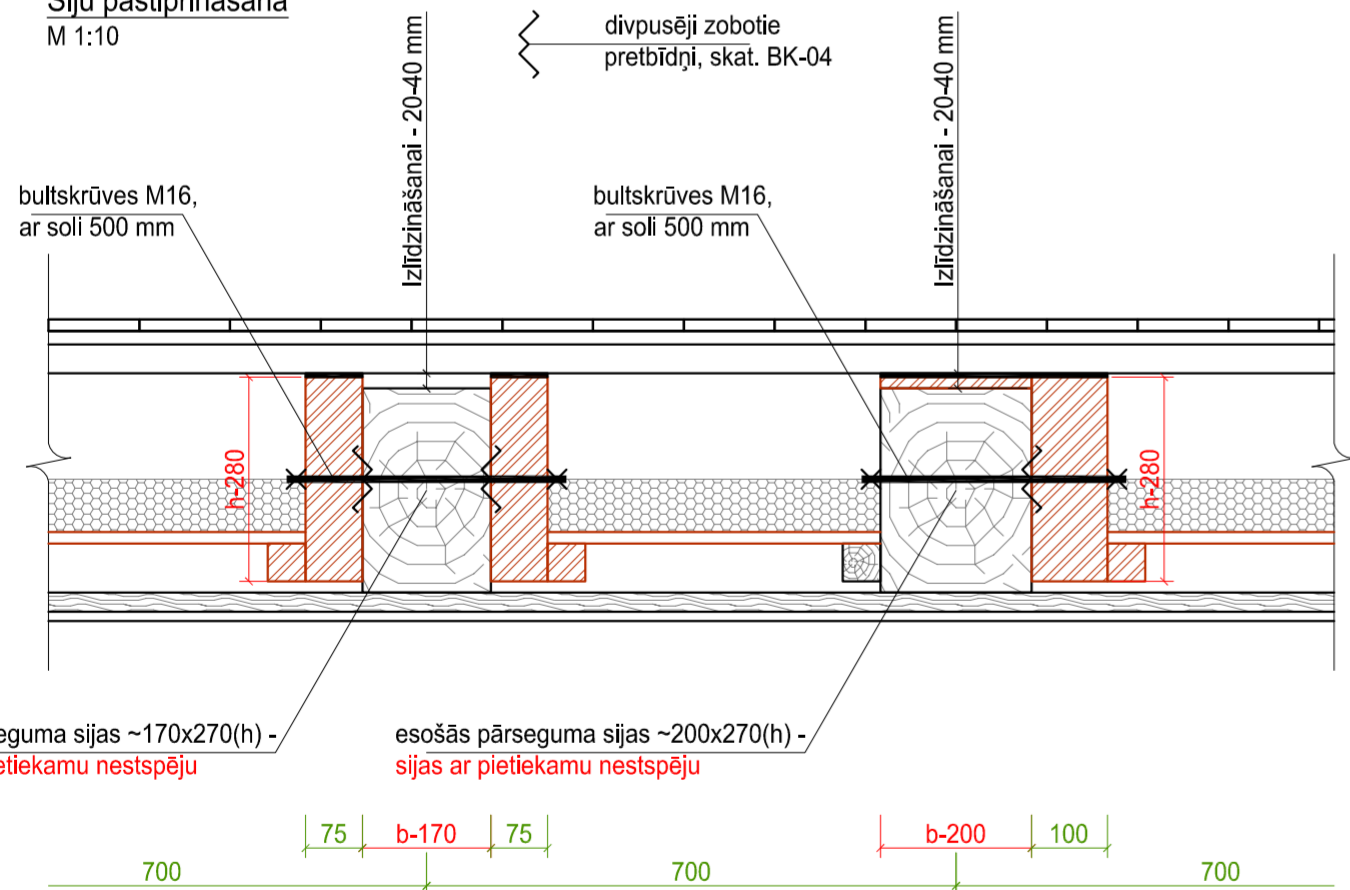 Siju pastiprināšana
M 1:10
divpusēji zobotie
pretbīdņi, skat. BK-04
Izlīdzināšanai - 20-40 mm
Izlīdzināšanai - 20-40 mm
bultskrūves M16,
ar soli 500 mm
bultskrūves M16,
ar soli 500 mm
h-280
h-280
sijas ~170x270(h) -
nestspēju
esošās pārseguma sijas ~200x270(h) -
sijas ar pietiekamu nestspēju
75
b-170
75
b-200
100
700
700
700